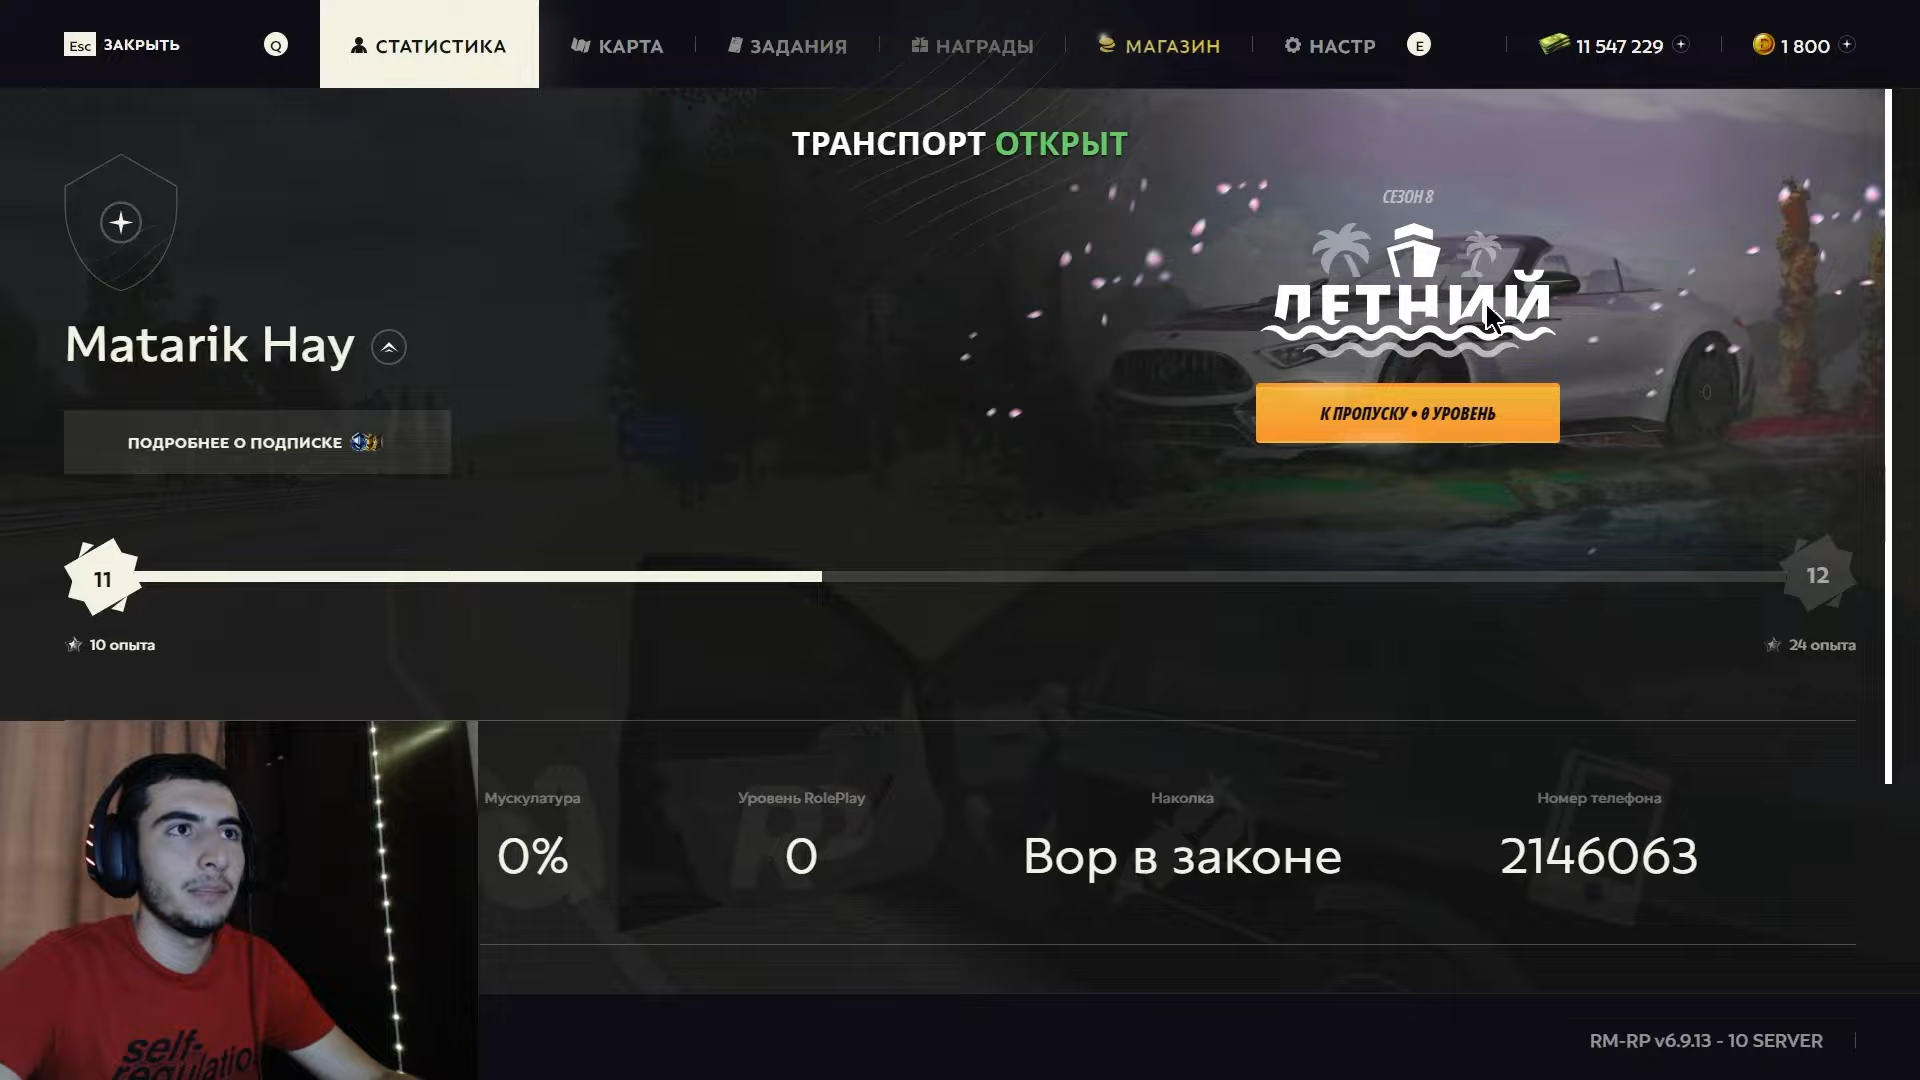 Esc ЗАКРЫТЬ
Q
СТАТИСТИКА
КАРТА
ЗАДАНИЯ
НАГРАДЫ
МАГАЗИН
НАСТР
E
11 547 229
1 800
ТРАНСПОРТ ОТКРЫТ
СЕЗОН 8
ЛЕТНИЙ
Matarik Hay
К ПРОПУСКУ • 0 УРОВЕНЬ
ПОДРОБНЕЕ О ПОДПИСКЕ
11
12
10 опыта
24 опыта
Мускулатура
Уровень RolePlay
Наколка
Номер телефона
0%
0
Вор в законе
2146063
self-
regulatio
RM-RP v6.9.13 - 10 SERVER